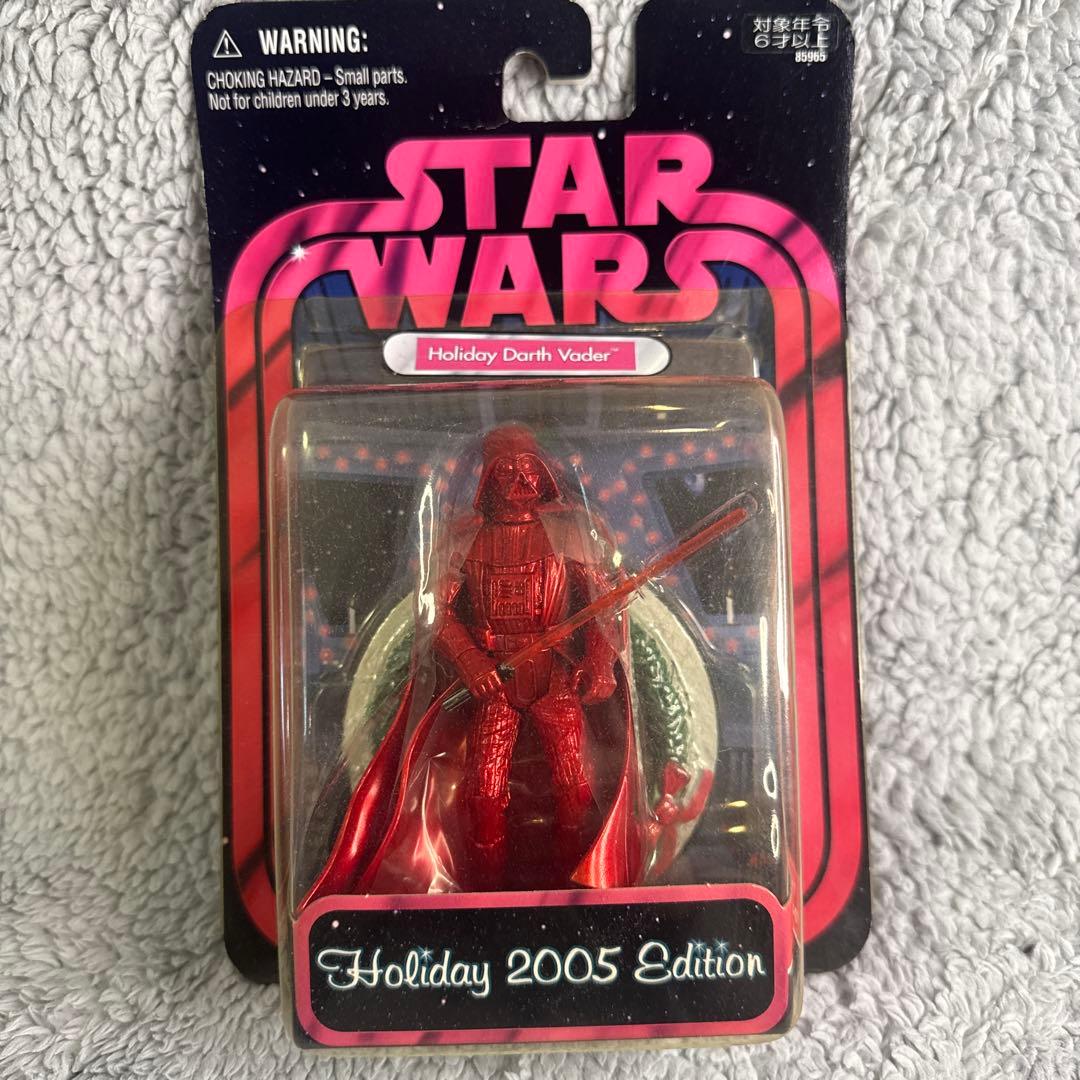 WARNING:
CHOKING HAZARD – Small parts.
Not for children under 3 years.
対象年令
6才以上
85965
STAR
WARS
Holiday Darth Vader™
Holiday 2005 Edition